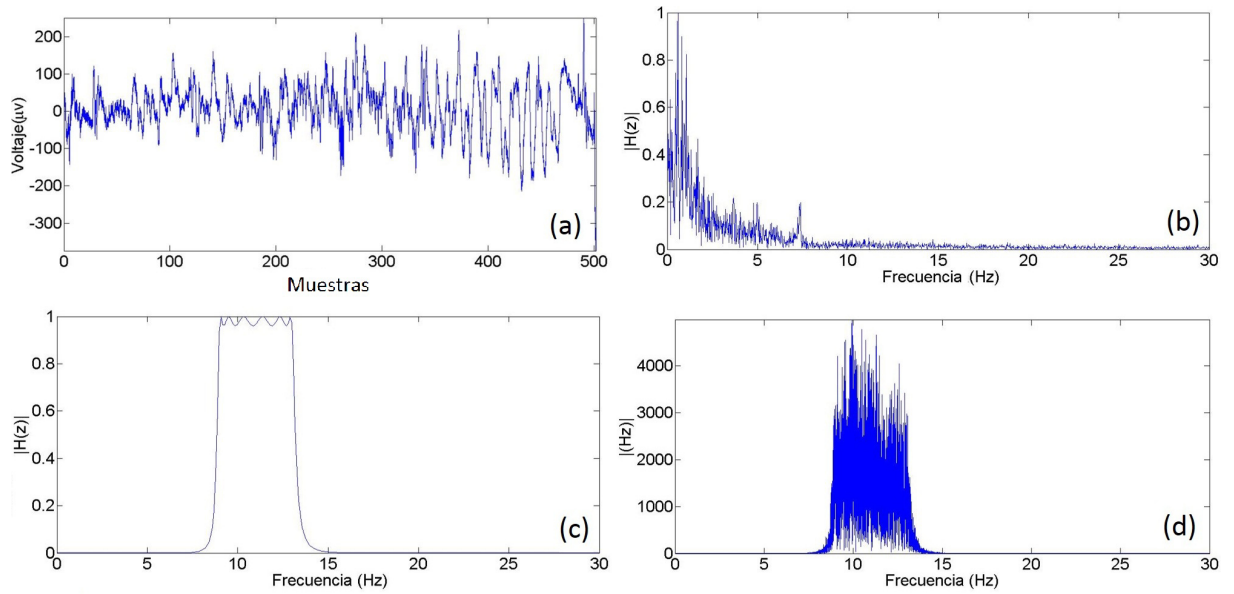 200
100
0
-100
-200
-300
Voltaje(µv)
0 100 200 300 400 500
Muestras
(a)
1
0.8
0.6
0.4
0.2
0
|H(z)|
0 5 10 15 20 25 30
Frecuencia (Hz)
(b)
1
0.8
0.6
0.4
0.2
0
|H(z)|
0 5 10 15 20 25 30
Frecuencia (Hz)
(c)
4000
3000
2000
1000
0
|(Hz)|
0 5 10 15 20 25 30
Frecuencia (Hz)
(d)